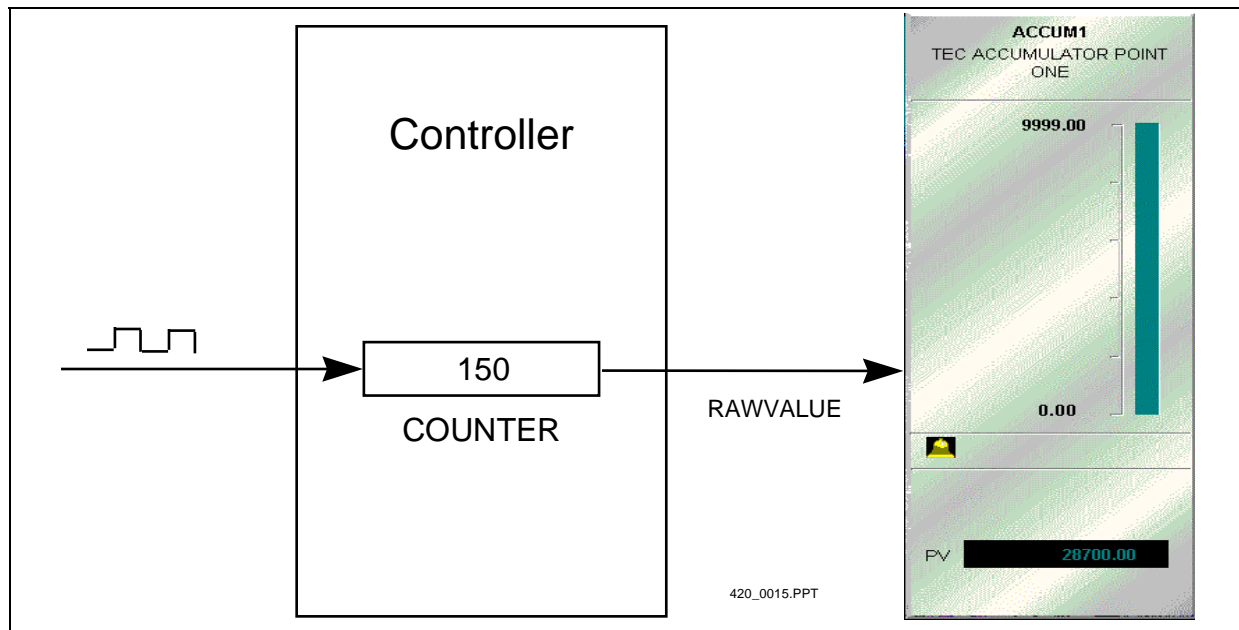 Controller
150
COUNTER
RAWVALUE
420_0015.PPT
ACCUM1
TEC ACCUMULATOR POINT
ONE
9999.00
0.00
PV 28700.00